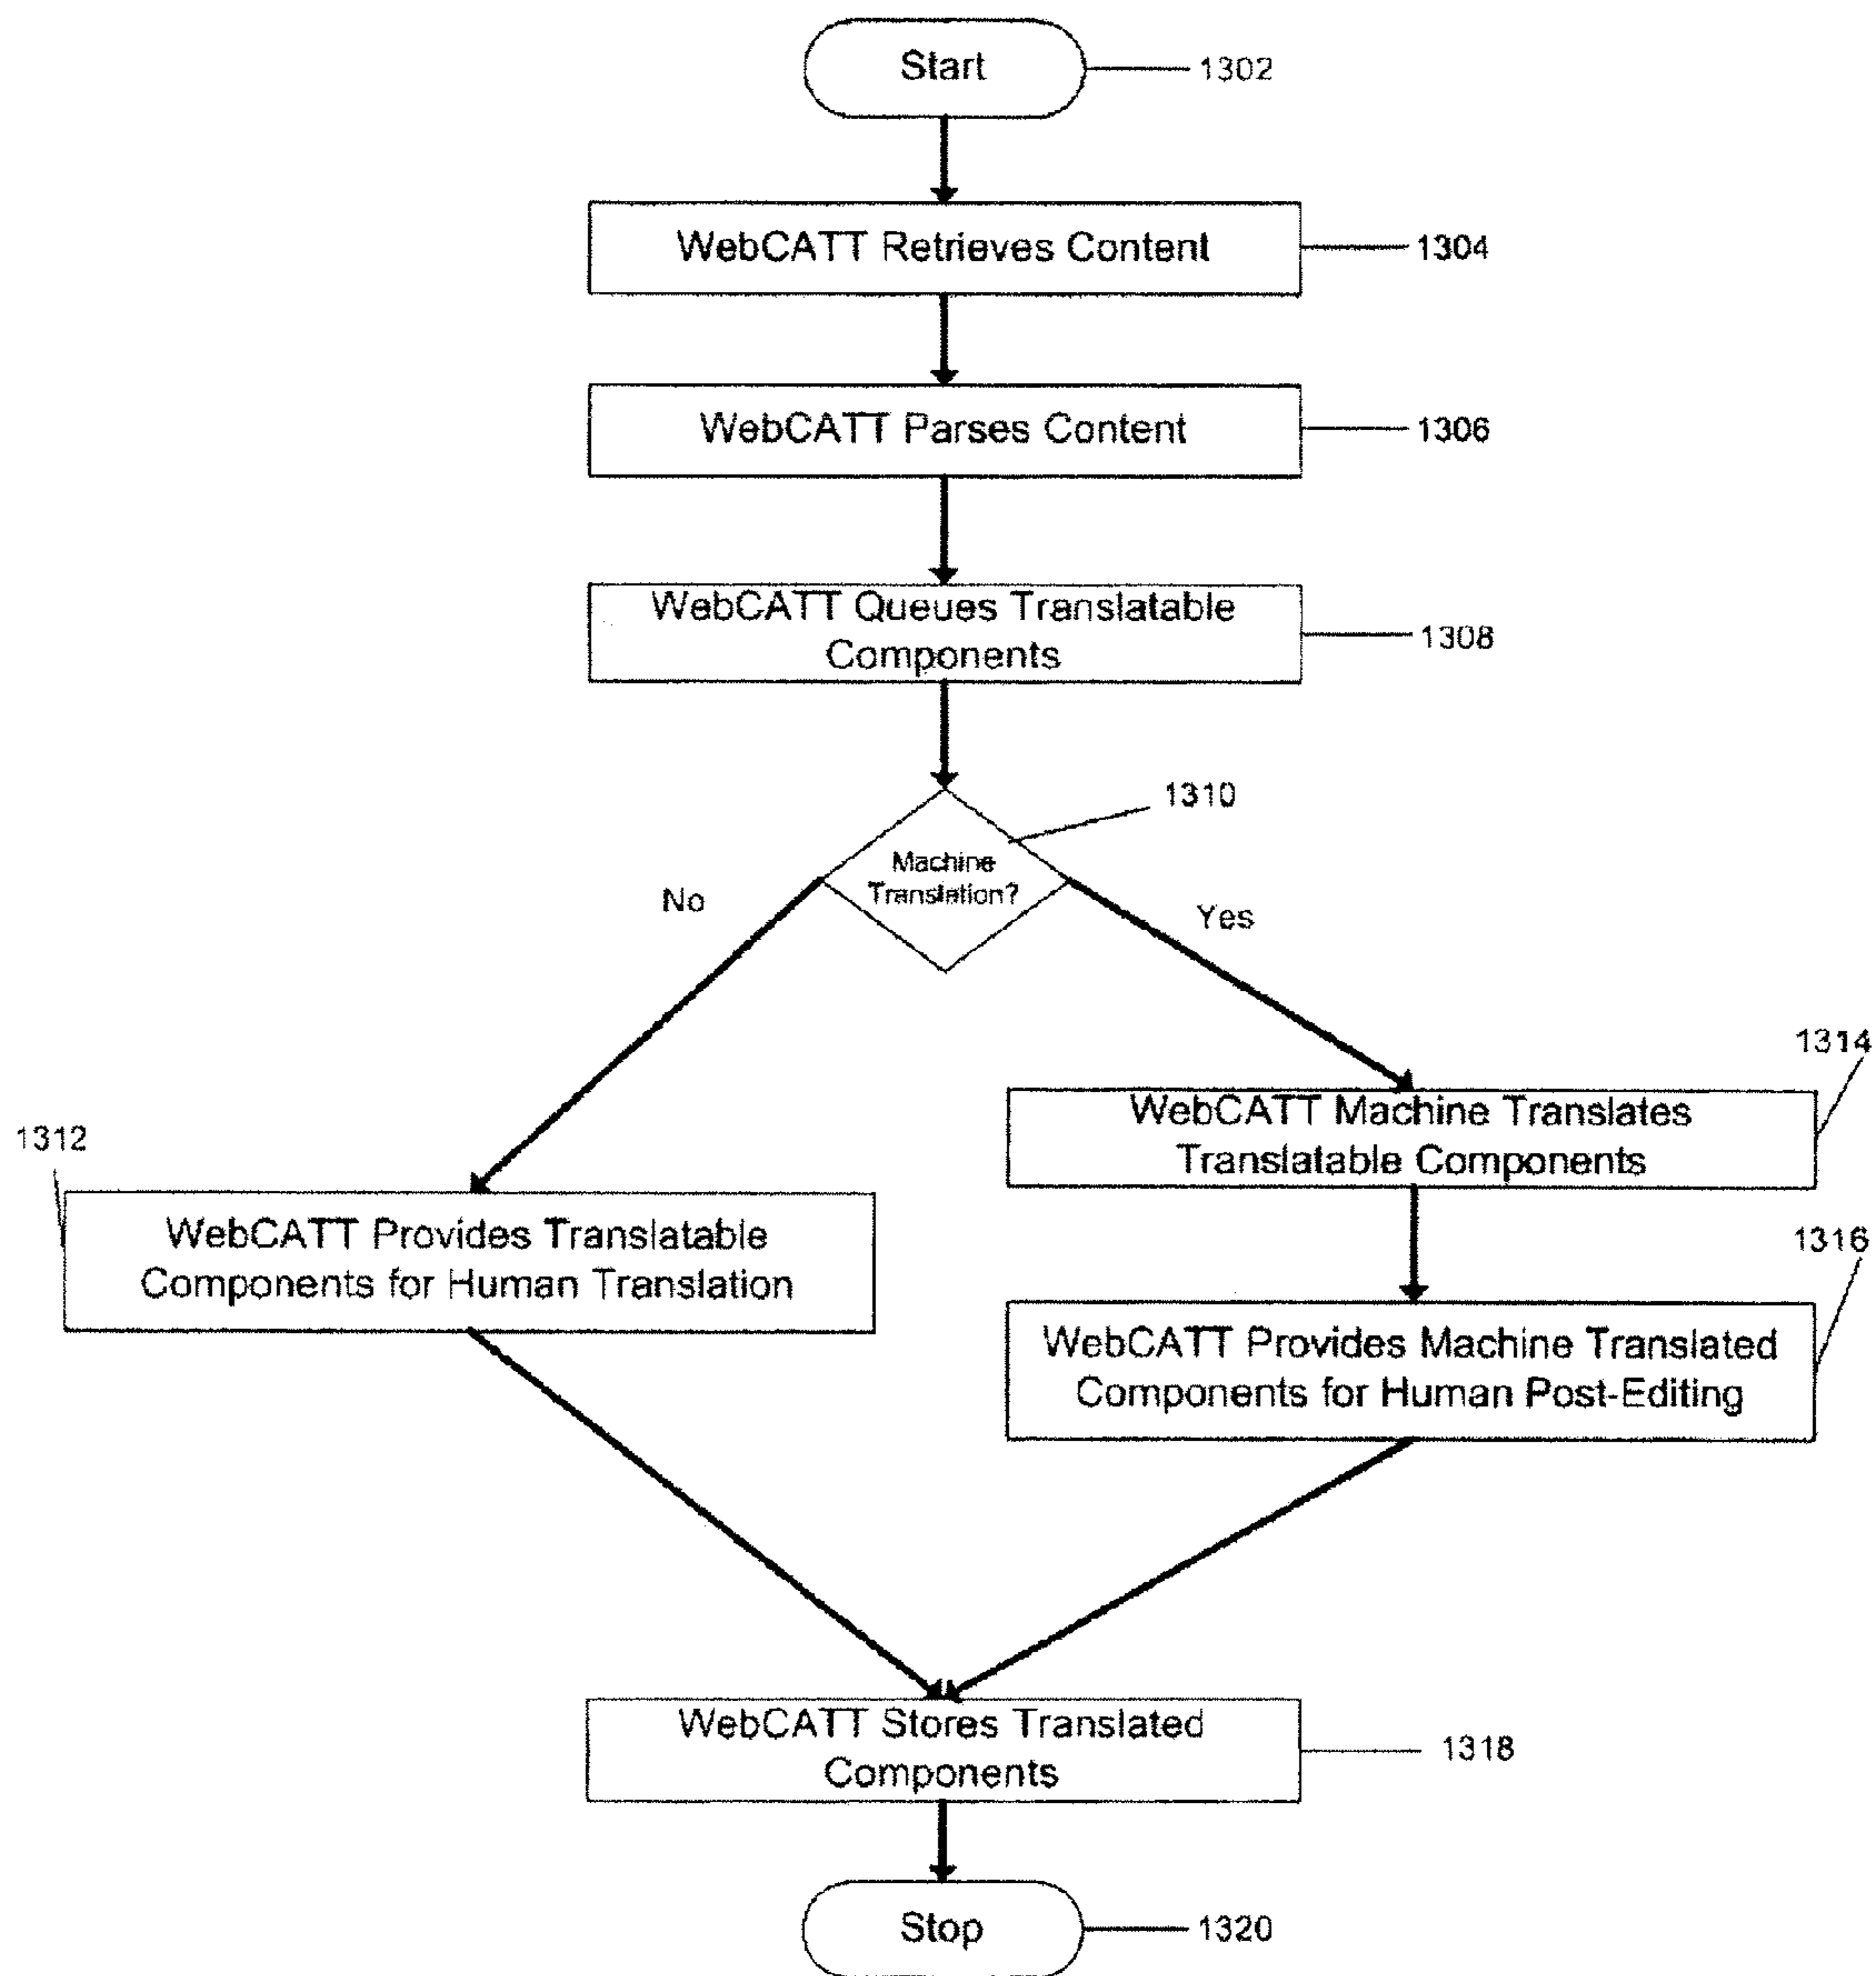 Start
1302
WebCATT Retrieves Content
1304
WebCATT Parses Content
1306
WebCATT Queues Translatable
Components
1308
1310
Machine
Translation?
No
Yes
1314
WebCATT Machine Translates
Translatable Components
1312
WebCATT Provides Translatable
Components for Human Translation
1316
WebCATT Provides Machine Translated
Components for Human Post-Editing
WebCATT Stores Translated
Components
1318
Stop
1320